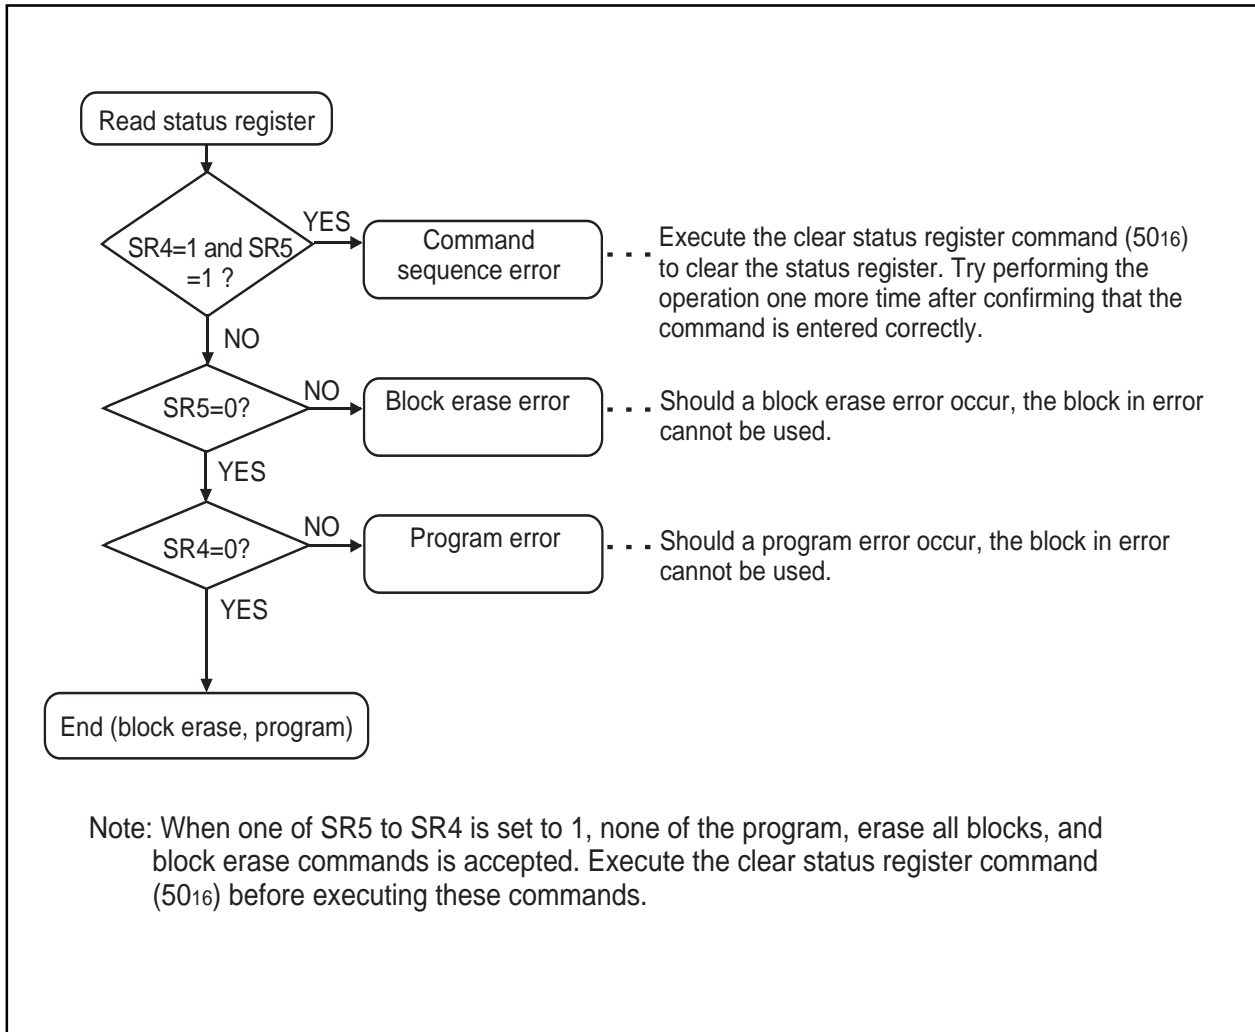 Read status register
SR4=1 and SR5
=1 ?
YES
Command
sequence error
Execute the clear status register command (5016)
to clear the status register. Try performing the
operation one more time after confirming that the
command is entered correctly.
NO
SR5=0?
NO
Block erase error
Should a block erase error occur, the block in error
cannot be used.
YES
SR4=0?
NO
Program error
Should a program error occur, the block in error
cannot be used.
YES
End (block erase, program)
Note: When one of SR5 to SR4 is set to 1, none of the program, erase all blocks, and
block erase commands is accepted. Execute the clear status register command
(5016) before executing these commands.